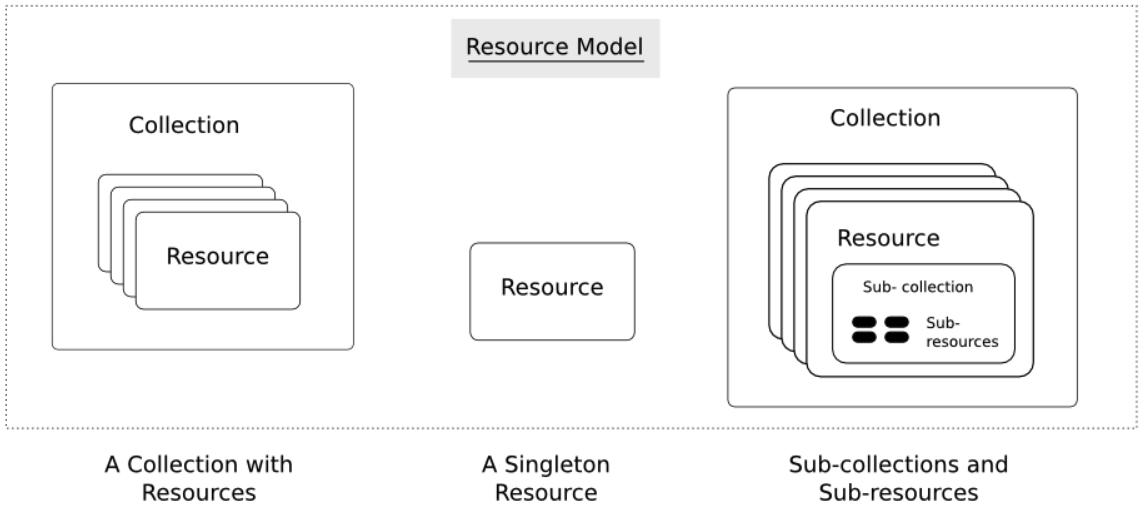 Resource Model
Collection
Resource
Resource
Collection
Resource
Sub- collection
Sub-
resources
A Collection with
Resources
A Singleton
Resource
Sub-collections and
Sub-resources